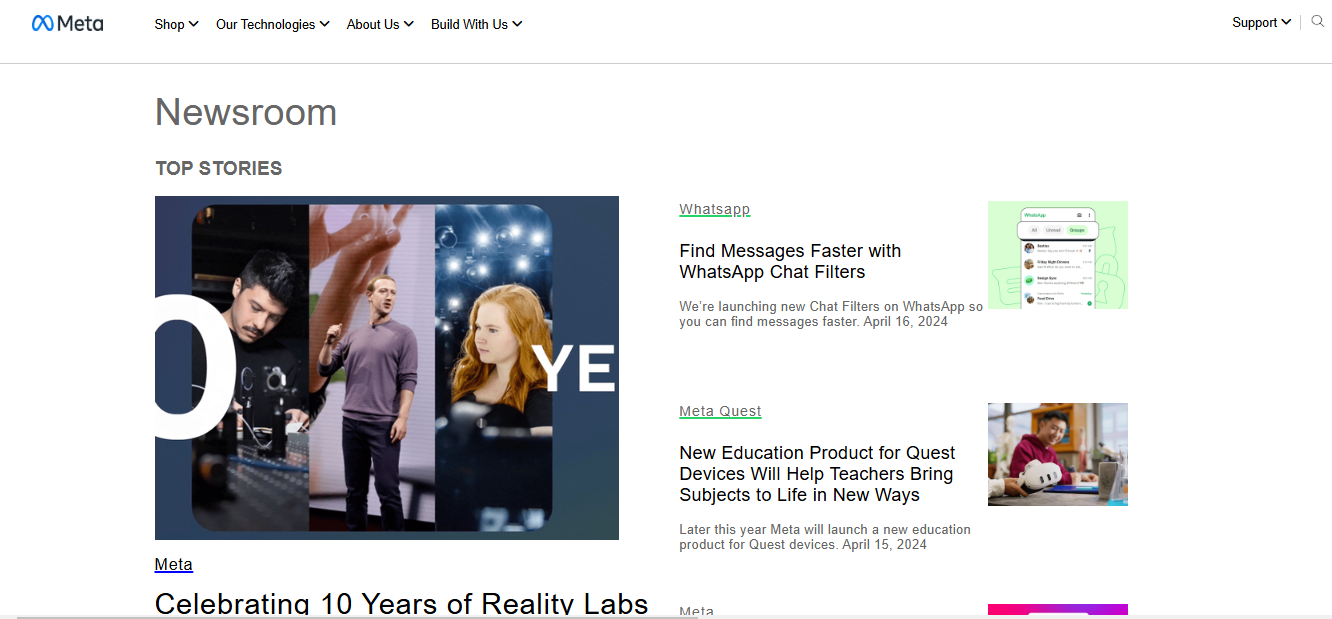 Meta
Shop
Our Technologies
About Us
Build With Us
Support
Newsroom
TOP STORIES
0
YE
Meta
Celebrating 10 Years of Reality Labs
Whatsapp
Find Messages Faster with
WhatsApp Chat Filters
We’re launching new Chat Filters on WhatsApp so
you can find messages faster. April 16, 2024
WhatsApp
All
Unread
Groups
Meta Quest
New Education Product for Quest
Devices Will Help Teachers Bring
Subjects to Life in New Ways
Later this year Meta will launch a new education
product for Quest devices. April 15, 2024
Meta